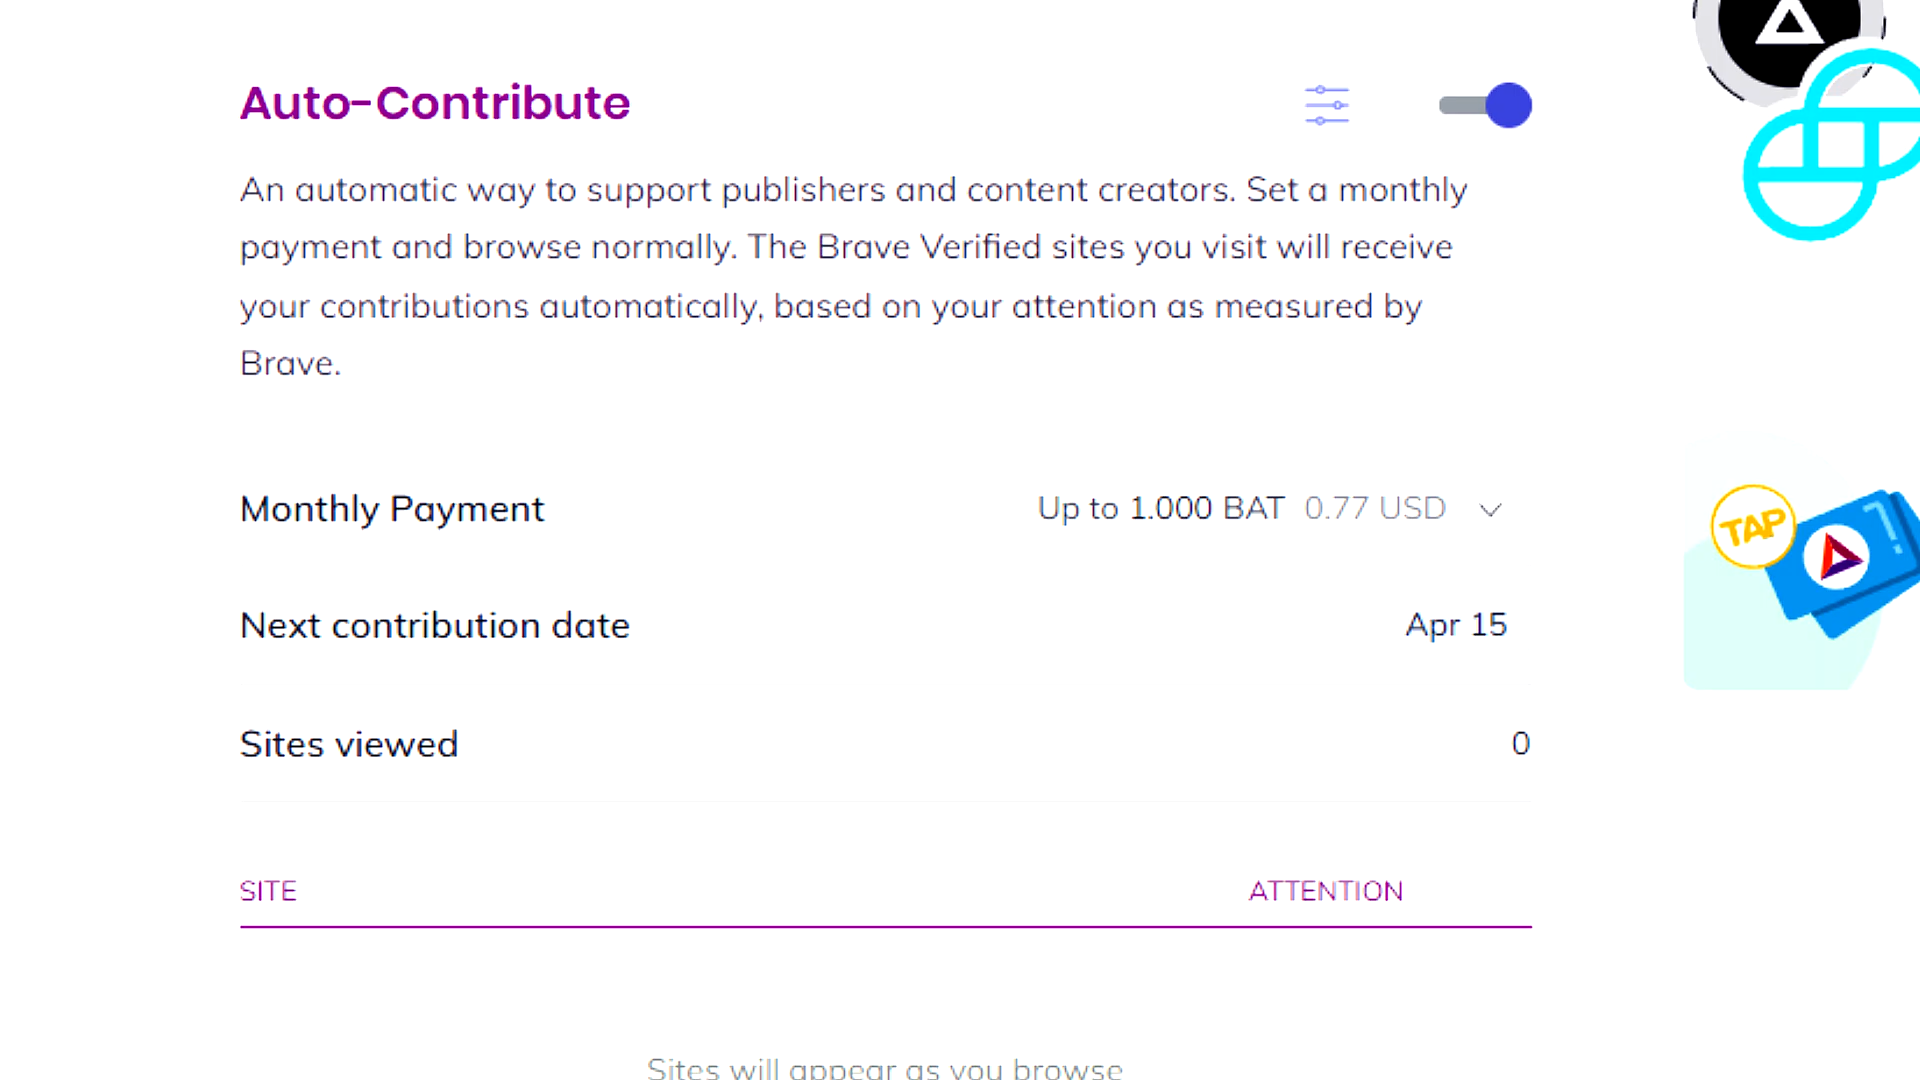 Auto-Contribute
An automatic way to support publishers and content creators. Set a monthly
payment and browse normally. The Brave Verified sites you visit will receive
your contributions automatically, based on your attention as measured by
Brave.
Monthly Payment Up to 1.000 BAT 0.77 USD
TAP
Next contribution date Apr 15
Sites viewed 0
SITE ATTENTION
Sites will appear as you browse